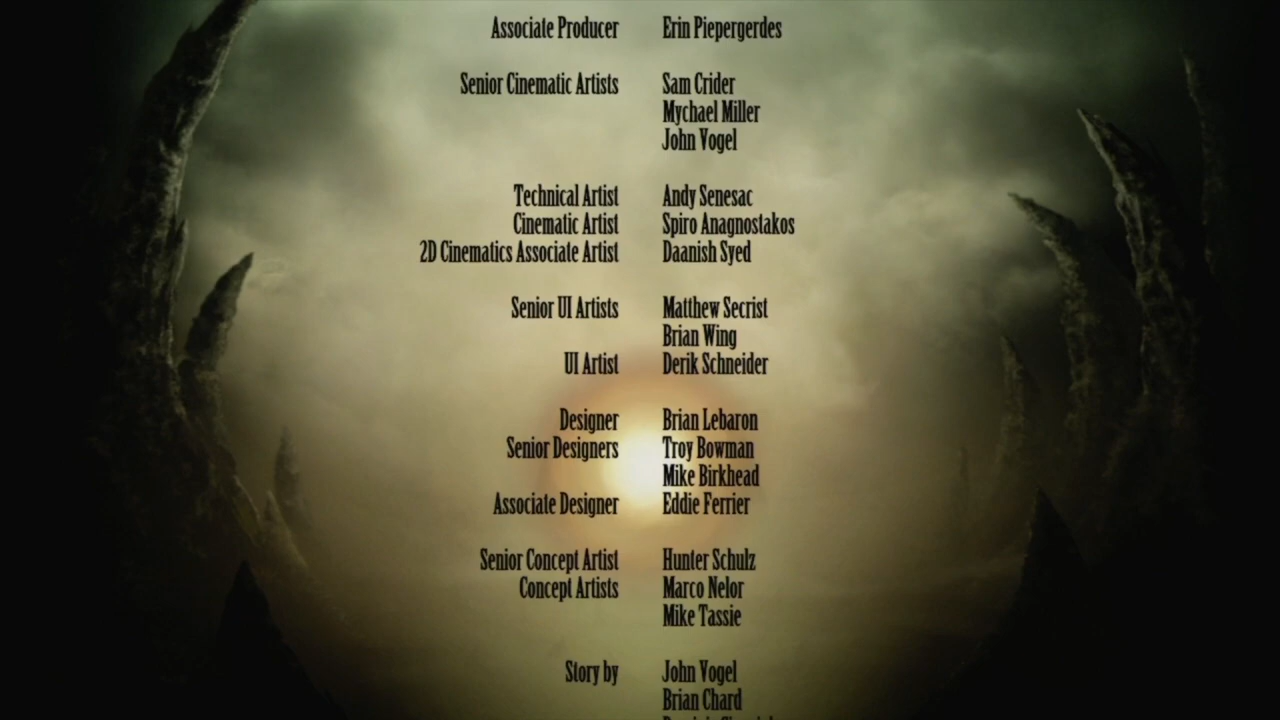 Associate Producer Erin Piepergerdes
Senior Cinematic Artists Sam Crider
Mychael Miller
John Vogel
Technical Artist Andy Senesac
Cinematic Artist Spiro Anagnostakos
2D Cinematics Associate Artist Daanish Syed
Senior UI Artists Matthew Secrist
Brian Wing
UI Artist Derik Schneider
Designer Brian Lebaron
Senior Designers Troy Bowman
Mike Birkhead
Associate Designer Eddie Ferrier
Senior Concept Artist Hunter Schulz
Concept Artists Marco Nelor
Mike Tassie
Story by John Vogel
Brian Chard